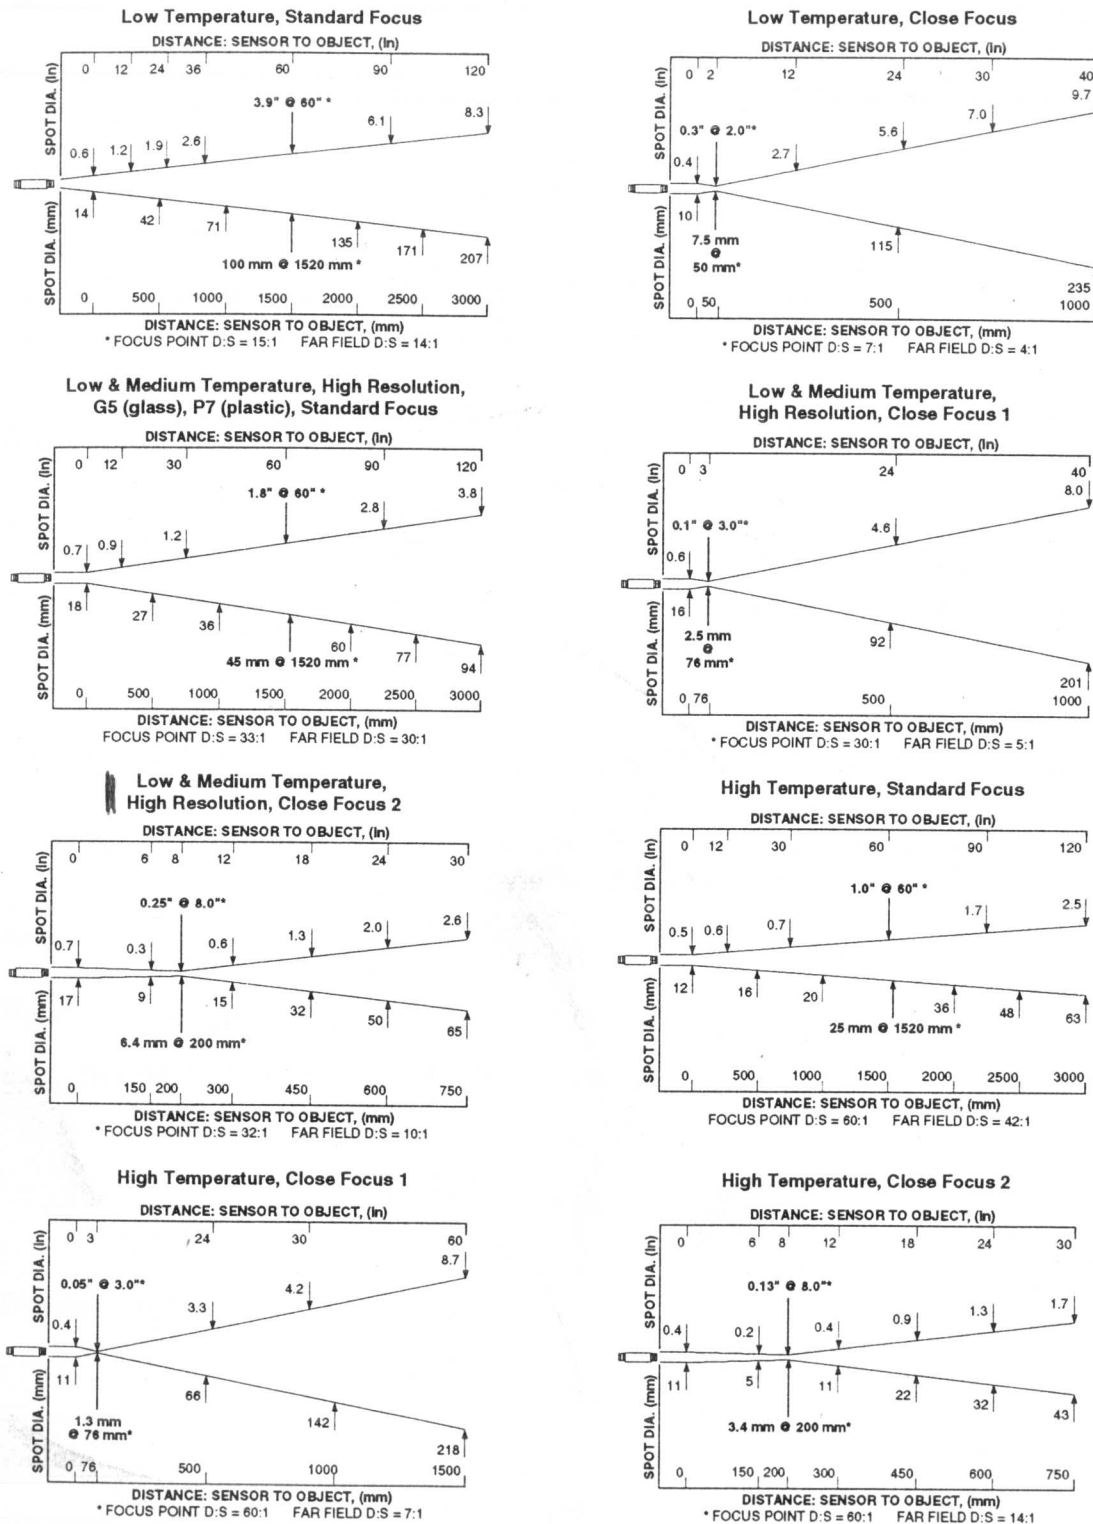 Low Temperature, Standard Focus
DISTANCE: SENSOR TO OBJECT, (In)
0 12 24 36 60 90 120
SPOT DIA. (In)
3.9" @ 60" *
0.6 1.2 1.9 2.6 6.1 8.3
SPOT DIA. (mm)
14 42 71 135 171 207
100 mm @ 1520 mm *
0 500 1000 1500 2000 2500 3000
DISTANCE: SENSOR TO OBJECT, (mm)
* FOCUS POINT D:S = 15:1 FAR FIELD D:S = 14:1
Low Temperature, Close Focus
DISTANCE: SENSOR TO OBJECT, (In)
0 2 12 24 30 40
SPOT DIA. (In)
0.3" @ 2.0"*
0.4 2.7 5.6 7.0 9.7
SPOT DIA. (mm)
10 115 235
7.5 mm
@
50 mm*
0 50 500 1000
DISTANCE: SENSOR TO OBJECT, (mm)
* FOCUS POINT D:S = 7:1 FAR FIELD D:S = 4:1
Low & Medium Temperature, High Resolution,
G5 (glass), P7 (plastic), Standard Focus
DISTANCE: SENSOR TO OBJECT, (In)
0 12 30 60 90 120
SPOT DIA. (In)
1.8" @ 60" *
0.7 0.9 1.2 2.8 3.8
SPOT DIA. (mm)
18 27 36 60 77 94
45 mm @ 1520 mm *
0 500 1000 1500 2000 2500 3000
DISTANCE: SENSOR TO OBJECT, (mm)
FOCUS POINT D:S = 33:1 FAR FIELD D:S = 30:1
Low & Medium Temperature,
High Resolution, Close Focus 1
DISTANCE: SENSOR TO OBJECT, (In)
0 3 24 40
SPOT DIA. (In)
0.1" @ 3.0"*
0.6 4.6 8.0
SPOT DIA. (mm)
16 92 201
2.5 mm
@
76 mm*
0 76 500 1000
DISTANCE: SENSOR TO OBJECT, (mm)
* FOCUS POINT D:S = 30:1 FAR FIELD D:S = 5:1
Low & Medium Temperature,
High Resolution, Close Focus 2
DISTANCE: SENSOR TO OBJECT, (In)
0 6 8 12 18 24 30
SPOT DIA. (In)
0.25" @ 8.0"*
0.7 0.3 0.6 1.3 2.0 2.6
SPOT DIA. (mm)
17 9 15 32 50 65
6.4 mm @ 200 mm*
0 150 200 300 450 600 750
DISTANCE: SENSOR TO OBJECT, (mm)
* FOCUS POINT D:S = 32:1 FAR FIELD D:S = 10:1
High Temperature, Standard Focus
DISTANCE: SENSOR TO OBJECT, (In)
0 12 30 60 90 120
SPOT DIA. (In)
1.0" @ 60" *
0.5 0.6 0.7 1.7 2.5
SPOT DIA. (mm)
12 16 20 36 48 63
25 mm @ 1520 mm *
0 500 1000 1500 2000 2500 3000
DISTANCE: SENSOR TO OBJECT, (mm)
FOCUS POINT D:S = 60:1 FAR FIELD D:S = 42:1
High Temperature, Close Focus 1
DISTANCE: SENSOR TO OBJECT, (In)
0 3 24 30 60
SPOT DIA. (In)
0.05" @ 3.0"*
0.4 3.3 4.2 8.7
SPOT DIA. (mm)
11 66 142 218
1.3 mm
@ 76 mm*
0 76 500 1000 1500
DISTANCE: SENSOR TO OBJECT, (mm)
* FOCUS POINT D:S = 60:1 FAR FIELD D:S = 7:1
High Temperature, Close Focus 2
DISTANCE: SENSOR TO OBJECT, (In)
0 6 8 12 18 24 30
SPOT DIA. (In)
0.13" @ 8.0"*
0.4 0.2 0.4 0.9 1.3 1.7
SPOT DIA. (mm)
11 5 11 22 32 43
3.4 mm @ 200 mm*
0 150 200 300 450 600 750
DISTANCE: SENSOR TO OBJECT, (mm)
* FOCUS POINT D:S = 60:1 FAR FIELD D:S = 14:1